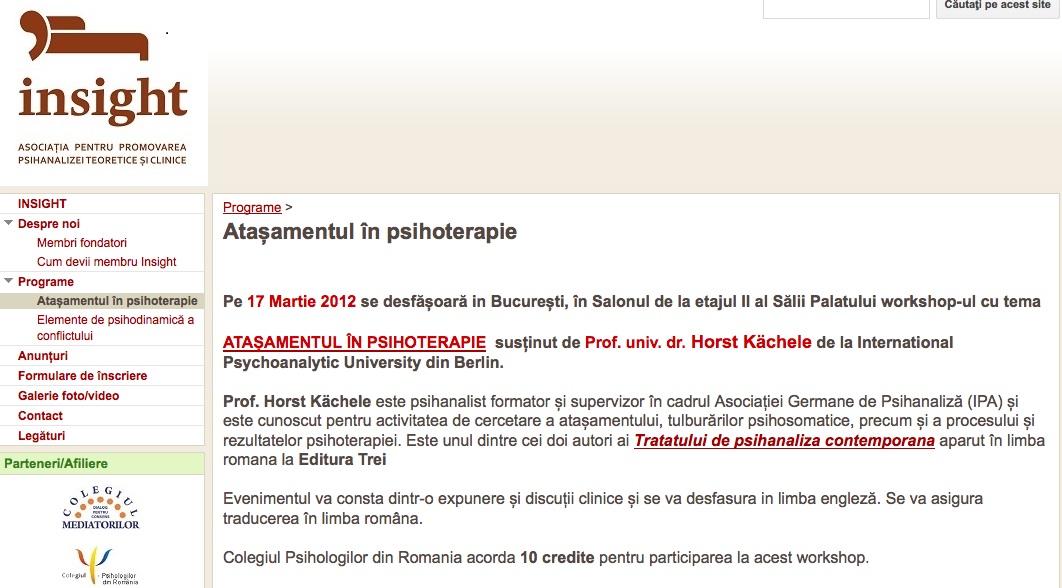 Căutați pe acest site
insight
ASOCIAȚIA PENTRU PROMOVAREA
PSIHANALIZEI TEORETICE ȘI CLINICE
INSIGHT
Despre noi
Membri fondatori
Cum devii membru Insight
Programe
Atașamentul în psihoterapie
Elemente de psihodinamică a
conflictului
Anunțuri
Formulare de înscriere
Galerie foto/video
Contact
Legături
Parteneri/Afiliere
COLEGIUL
DIALOG
PENTRU
CONSENS
MEDIATORILOR
Colegiul Psihologilor
din România
Programe >
Atașamentul în psihoterapie
Pe 17 Martie 2012 se desfășoară in București, în Salonul de la etajul II al Sălii Palatului workshop-ul cu tema
ATAȘAMENTUL ÎN PSIHOTERAPIE susținut de Prof. univ. dr. Horst Kächele de la International
Psychoanalytic University din Berlin.
Prof. Horst Kächele este psihanalist formator și supervizor în cadrul Asociației Germane de Psihanaliză (IPA) și
este cunoscut pentru activitatea de cercetare a atașamentului, tulburărilor psihosomatice, precum și a procesului și
rezultatelor psihoterapiei. Este unul dintre cei doi autori ai Tratatului de psihanaliza contemporana aparut în limba
romana la Editura Trei
Evenimentul va consta dintr-o expunere și discuții clinice și se va desfasura in limba engleză. Se va asigura
traducerea în limba româna.
Colegiul Psihologilor din Romania acorda 10 credite pentru participarea la acest workshop.